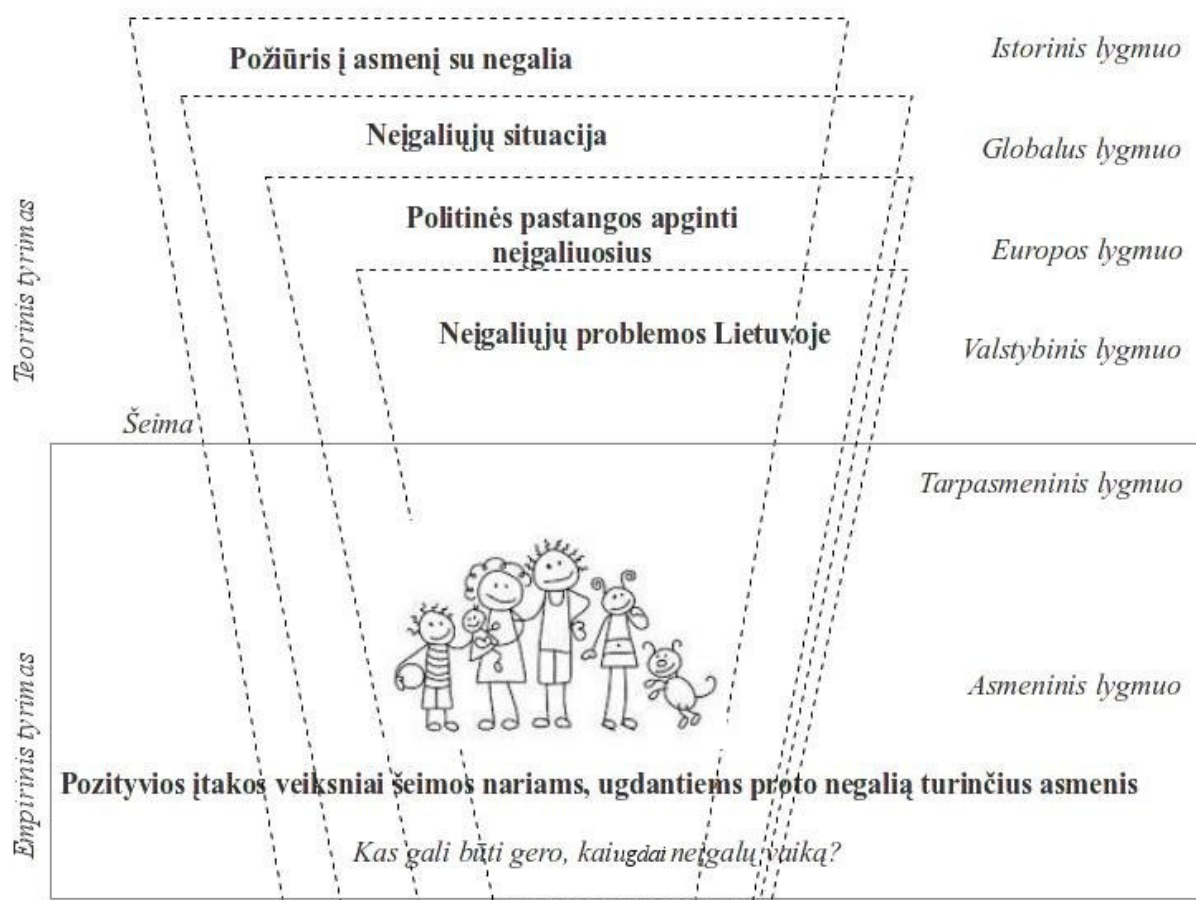 Požiūris į asmenį su negalia
Istorinis lygmuo
Neįgaliųjų situacija
Globalus lygmuo
Teorinis tyrimas
Politinės pastangos apginti
neįgaliuosius
Europos lygmuo
Neįgaliųjų problemos Lietuvoje
Valstybinis lygmuo
Šeima
Tarpasmeninis lygmuo
Empirinis tyrimas
Asmeninis lygmuo
Pozityvios įtakos veiksniai šeimos nariams, ugdantiems proto negalią turinčius asmenis
Kas gali būti gero, kai ugdai neįgalų vaiką?